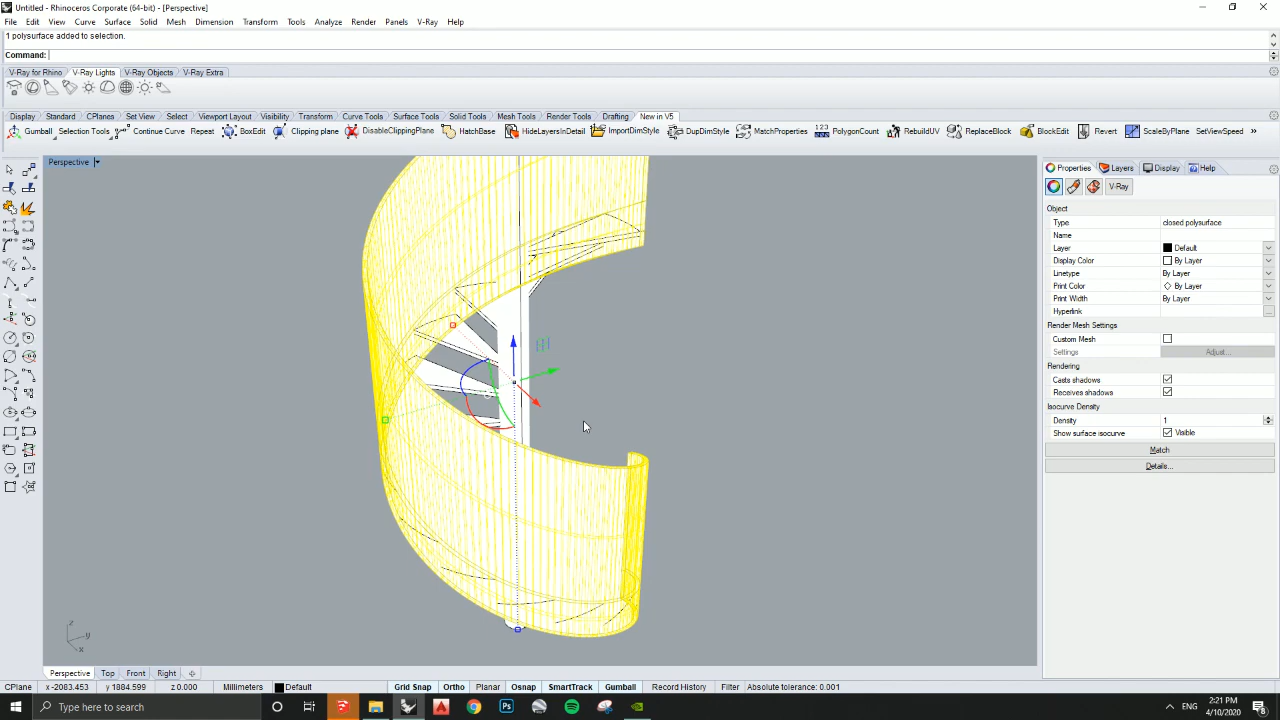 Untitled - Rhinoceros Corporate (64-bit) - [Perspective]
File Edit View Curve Surface Solid Mesh Dimension Transform Tools Analyze Render Panels V-Ray Help
1 polysurface added to selection.
Command:
V-Ray for Rhino V-Ray Lights V-Ray Objects V-Ray Extra
Display Standard CPlanes Set View Select Viewport Layout Visibility Transform Curve Tools Surface Tools Solid Tools Mesh Tools Render Tools Drafting New in V5
Gumball Selection Tools Continue Curve Repeat BoxEdit Clipping plane DisableClippingPlane HatchBase HideLayersInDetail ImportDimStyle DupDimStyle MatchProperties 123 PolygonCount RebuildUV ReplaceBlock BlockEdit Revert ScaleByPlane SetViewSpeed »
Perspective
Properties Layers Display Help
V-Ray
Object
Type closed polysurface
Name
Layer Default
Display Color By Layer
Linetype By Layer
Print Color By Layer
Print Width By Layer
Hyperlink ...
Render Mesh Settings
Custom Mesh
Settings Adjust...
Rendering
Casts shadows
Receives shadows
Isocurve Density
Density 1
Show surface isocurve Visible
Match
Details...
z
y
x
Perspective Top Front Right
CPlane x -2083.453 y 1884.599 z 0.000 Millimeters Default Grid Snap Ortho Planar Osnap SmartTrack Gumball Record History Filter Absolute tolerance: 0.001
Type here to search
Ps
ENG
2:21 PM
4/10/2020
8